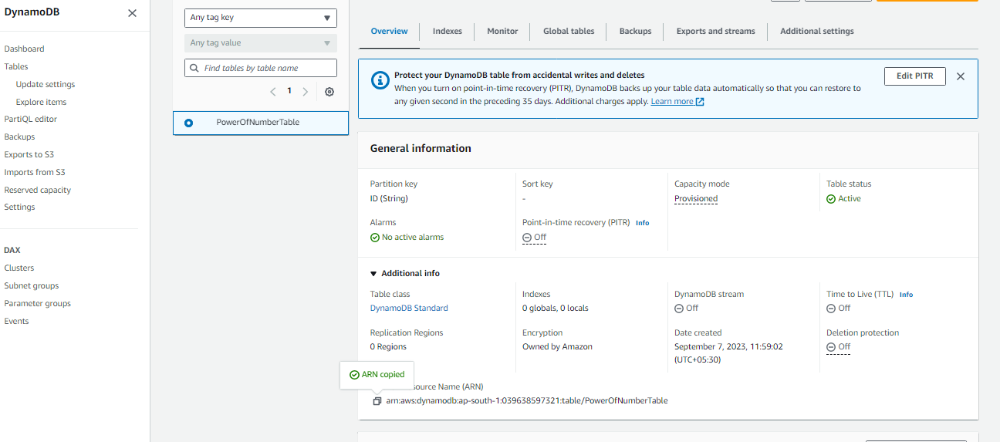 DynamoDB
Dashboard
Tables
Update settings
Explore items
PartiQL editor
Backups
Exports to S3
Imports from S3
Reserved capacity
Settings
DAX
Clusters
Subnet groups
Parameter groups
Events
Any tag key
Any tag value
Find tables by table name
1
PowerOfNumberTable
Overview
Indexes
Monitor
Global tables
Backups
Exports and streams
Additional settings
Protect your DynamoDB table from accidental writes and deletes
When you turn on point-in-time recovery (PITR), DynamoDB backs up your table data automatically so that you can restore to
any given second in the preceding 35 days. Additional charges apply. Learn more
Edit PITR
General information
Partition key
ID (String)
Sort key
-
Capacity mode
Provisioned
Table status
Active
Alarms
No active alarms
Point-in-time recovery (PITR) Info
Off
Additional info
Table class
DynamoDB Standard
Indexes
0 globals, 0 locals
DynamoDB stream
Off
Time to Live (TTL) Info
Off
Replication Regions
0 Regions
Encryption
Owned by Amazon
Date created
September 7, 2023, 11:59:02
(UTC+05:30)
Deletion protection
Off
ARN copied
source Name (ARN)
arn:aws:dynamodb:ap-south-1:039638597321:table/PowerOfNumberTable